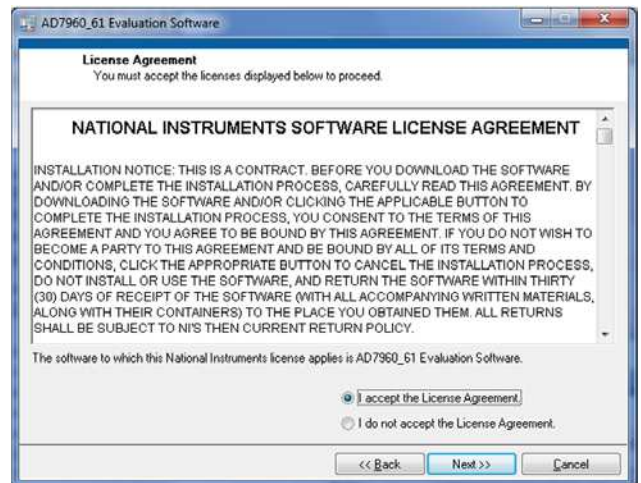 AD7960_61 Evaluation Software
License Agreement
You must accept the licenses displayed below to proceed.
NATIONAL INSTRUMENTS SOFTWARE LICENSE AGREEMENT
INSTALLATION NOTICE: THIS IS A CONTRACT. BEFORE YOU DOWNLOAD THE SOFTWARE
AND/OR COMPLETE THE INSTALLATION PROCESS, CAREFULLY READ THIS AGREEMENT. BY
DOWNLOADING THE SOFTWARE AND/OR CLICKING THE APPLICABLE BUTTON TO
COMPLETE THE INSTALLATION PROCESS, YOU CONSENT TO THE TERMS OF THIS
AGREEMENT AND YOU AGREE TO BE BOUND BY THIS AGREEMENT. IF YOU DO NOT WISH TO
BECOME A PARTY TO THIS AGREEMENT AND BE BOUND BY ALL OF ITS TERMS AND
CONDITIONS, CLICK THE APPROPRIATE BUTTON TO CANCEL THE INSTALLATION PROCESS,
DO NOT INSTALL OR USE THE SOFTWARE, AND RETURN THE SOFTWARE WITHIN THIRTY
(30) DAYS OF RECEIPT OF THE SOFTWARE (WITH ALL ACCOMPANYING WRITTEN MATERIALS,
ALONG WITH THEIR CONTAINERS) TO THE PLACE YOU OBTAINED THEM. ALL RETURNS
SHALL BE SUBJECT TO NI'S THEN CURRENT RETURN POLICY.
The software to which this National Instruments license applies is AD7960_61 Evaluation Software.
I accept the License Agreement.
I do not accept the License Agreement.
<< Back
Next >>
Cancel